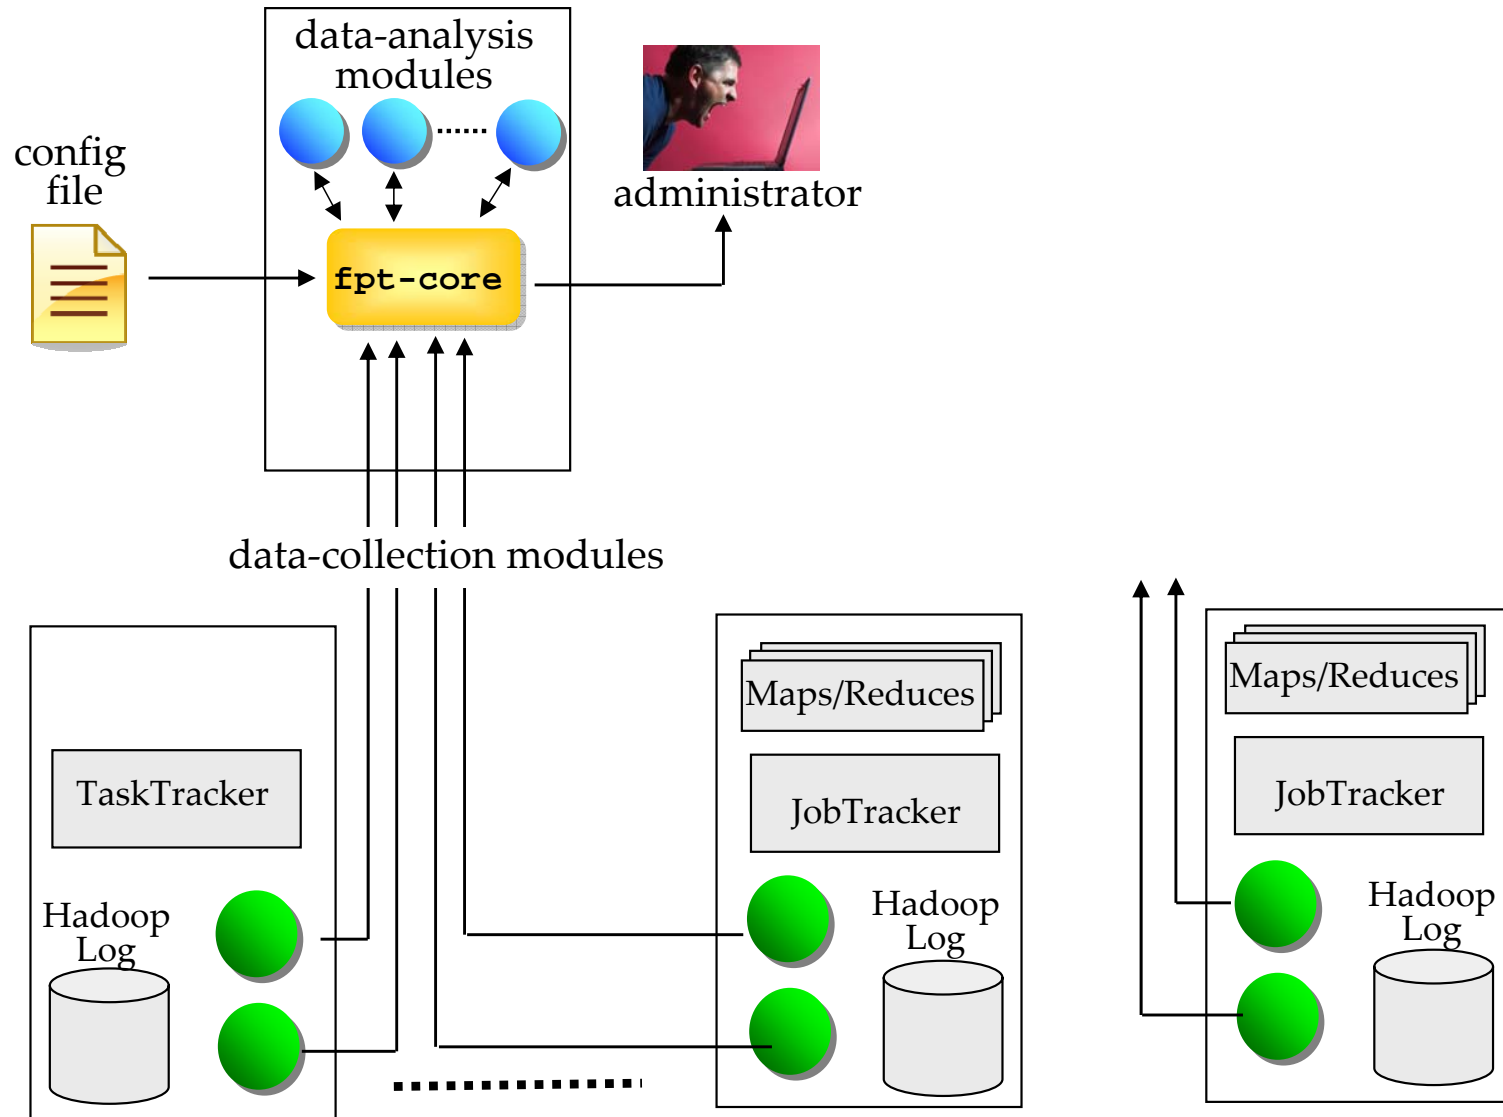 data-analysis
modules
config
file
administrator
fpt-core
data-collection modules
TaskTracker
Hadoop
Log
Maps/Reduces
JobTracker
Hadoop
Log
Maps/Reduces
JobTracker
Hadoop
Log